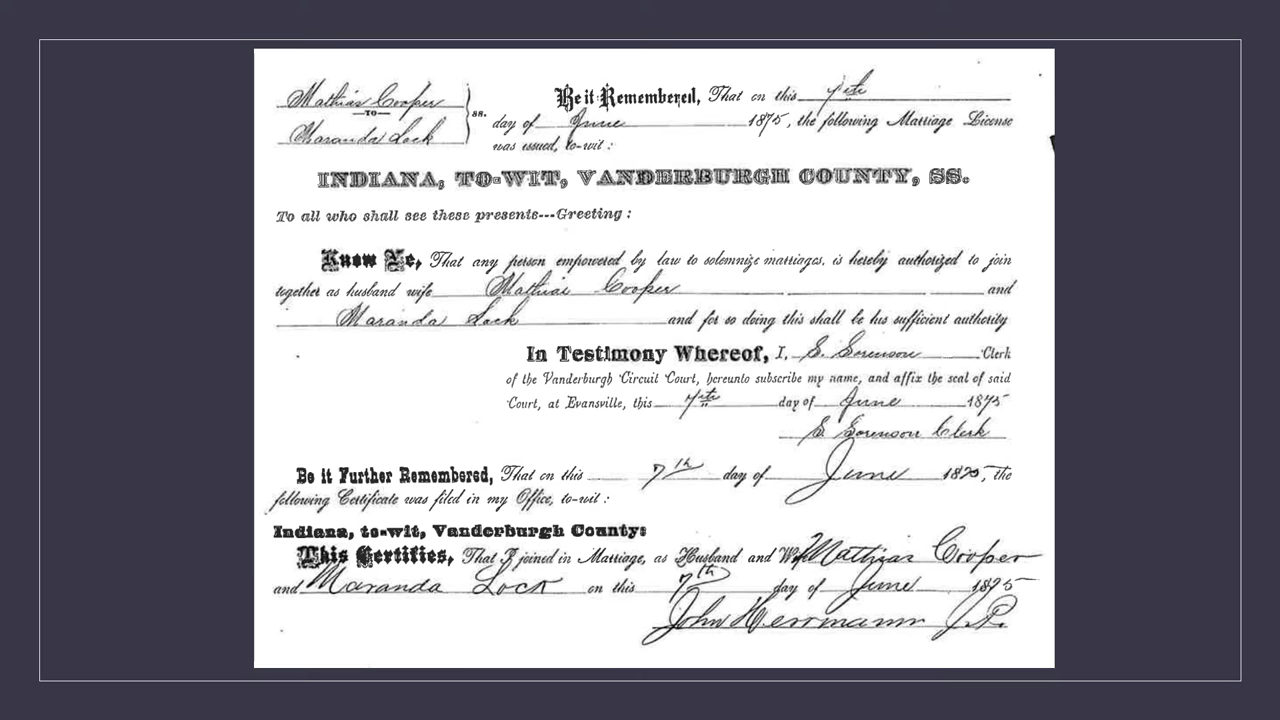 Mathias Cooper
TO
Maranda Lock
ss.
Be it Remembered, That on this 7th
day of June 1875, the following Marriage License
was issued, to-wit:
INDIANA, TO-WIT, VANDERBURGH COUNTY, SS.
To all who shall see these presents---Greeting:
Know Ye, That any person empowered by law to solemnize marriages, is hereby authorized to join
together as husband wife Mathias Cooper and
Maranda Lock and for so doing this shall be his sufficient authority
In Testimony Whereof, I, S. Sorenson Clerk
of the Vanderburgh Circuit Court, hereunto subscribe my name, and affix the seal of said
Court, at Evansville, this 7th day of June 1875
S. Sorenson Clerk
Be it Further Remembered, That on this 7th day of June 1875, the
following Certificate was filed in my Office, to-wit:
Indiana, to-wit, Vanderburgh County:
This Certifies, That I joined in Marriage, as Husband and Wife Mathias Cooper
and Maranda Lock on this 7th day of June 1875
John Herrmann J.P.